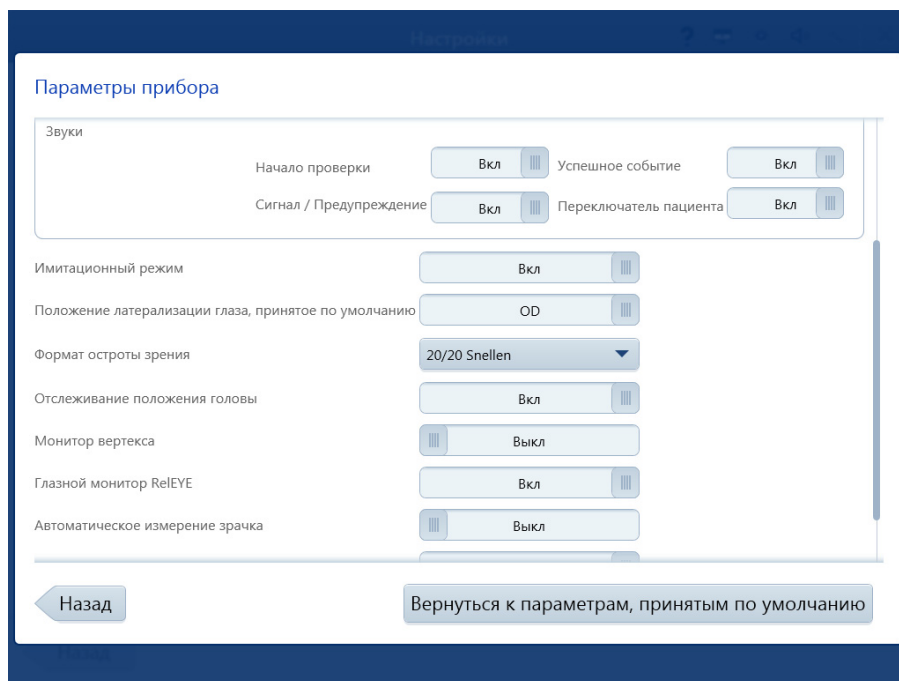 Настройки
Параметры прибора
Звуки
Начало проверки Вкл Успешное событие Вкл
Сигнал / Предупреждение Вкл Переключатель пациента Вкл
Имитационный режим Вкл
Положение латерализации глаза, принятое по умолчанию OD
Формат остроты зрения 20/20 Snellen
Отслеживание положения головы Вкл
Монитор вертекса Выкл
Глазной монитор RelEYE Вкл
Автоматическое измерение зрачка Выкл
Назад Вернуться к параметрам, принятым по умолчанию
Назад